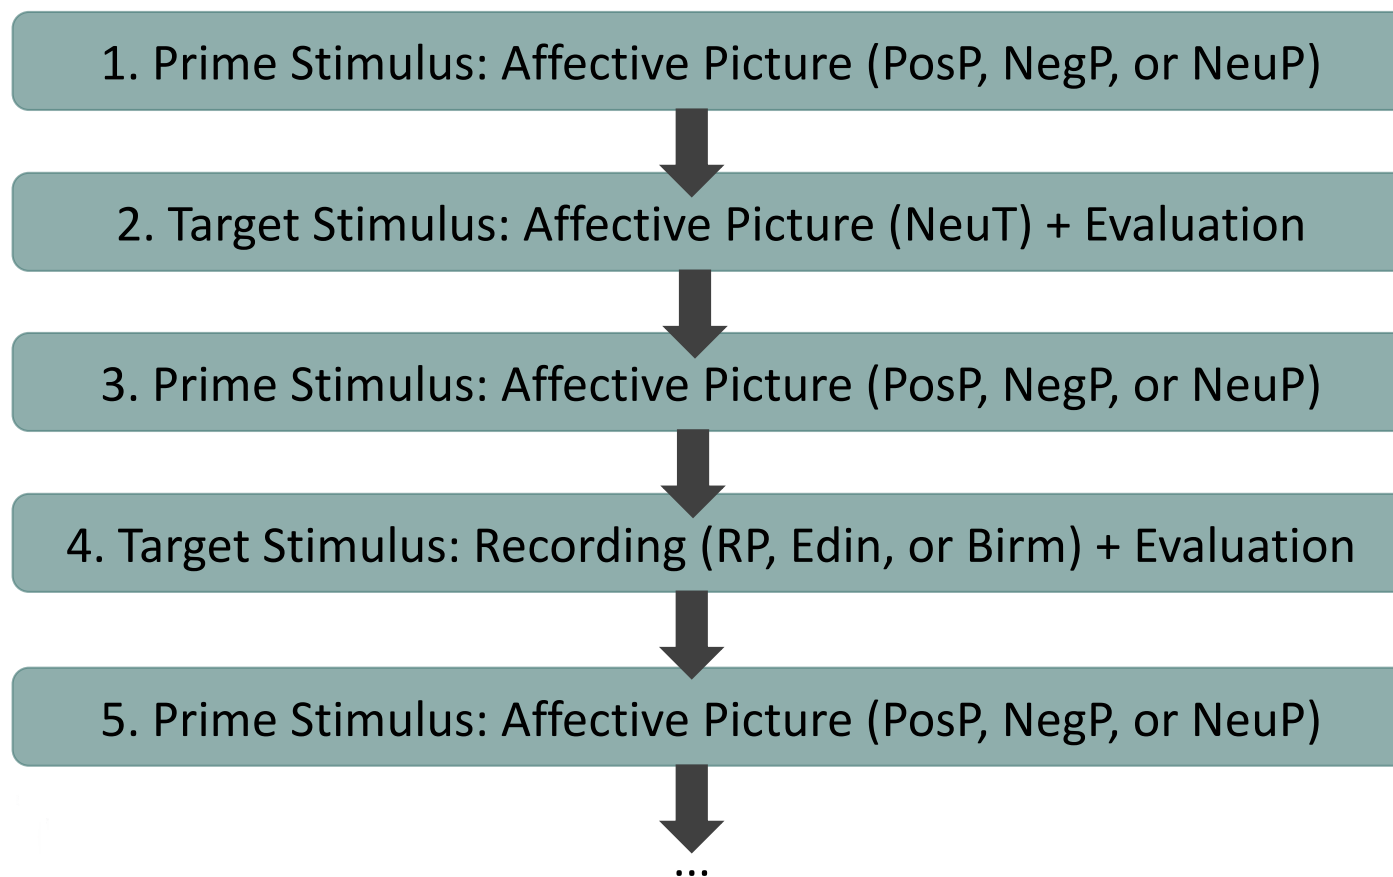 1. Prime Stimulus: Affective Picture (PosP, NegP, or NeuP)
2. Target Stimulus: Affective Picture (NeuT) + Evaluation
3. Prime Stimulus: Affective Picture (PosP, NegP, or NeuP)
4. Target Stimulus: Recording (RP, Edin, or Birm) + Evaluation
5. Prime Stimulus: Affective Picture (PosP, NegP, or NeuP)
...